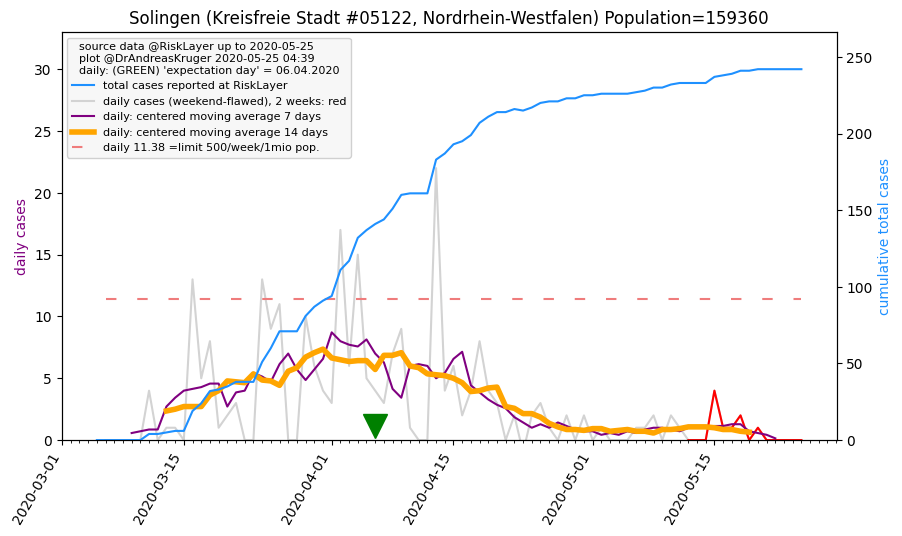 Solingen (Kreisfreie Stadt #05122, Nordrhein-Westfalen) Population=159360
source data @RiskLayer up to 2020-05-25
plot @DrAndreasKruger 2020-05-25 04:39
daily: (GREEN) 'expectation day' = 06.04.2020
total cases reported at RiskLayer
daily cases (weekend-flawed), 2 weeks: red
daily: centered moving average 7 days
daily: centered moving average 14 days
daily 11.38 =limit 500/week/1mio pop.
daily cases
30
25
20
15
10
5
0
cumulative total cases
250
200
150
100
50
0
2020-03-01
2020-03-15
2020-04-01
2020-04-15
2020-05-01
2020-05-15